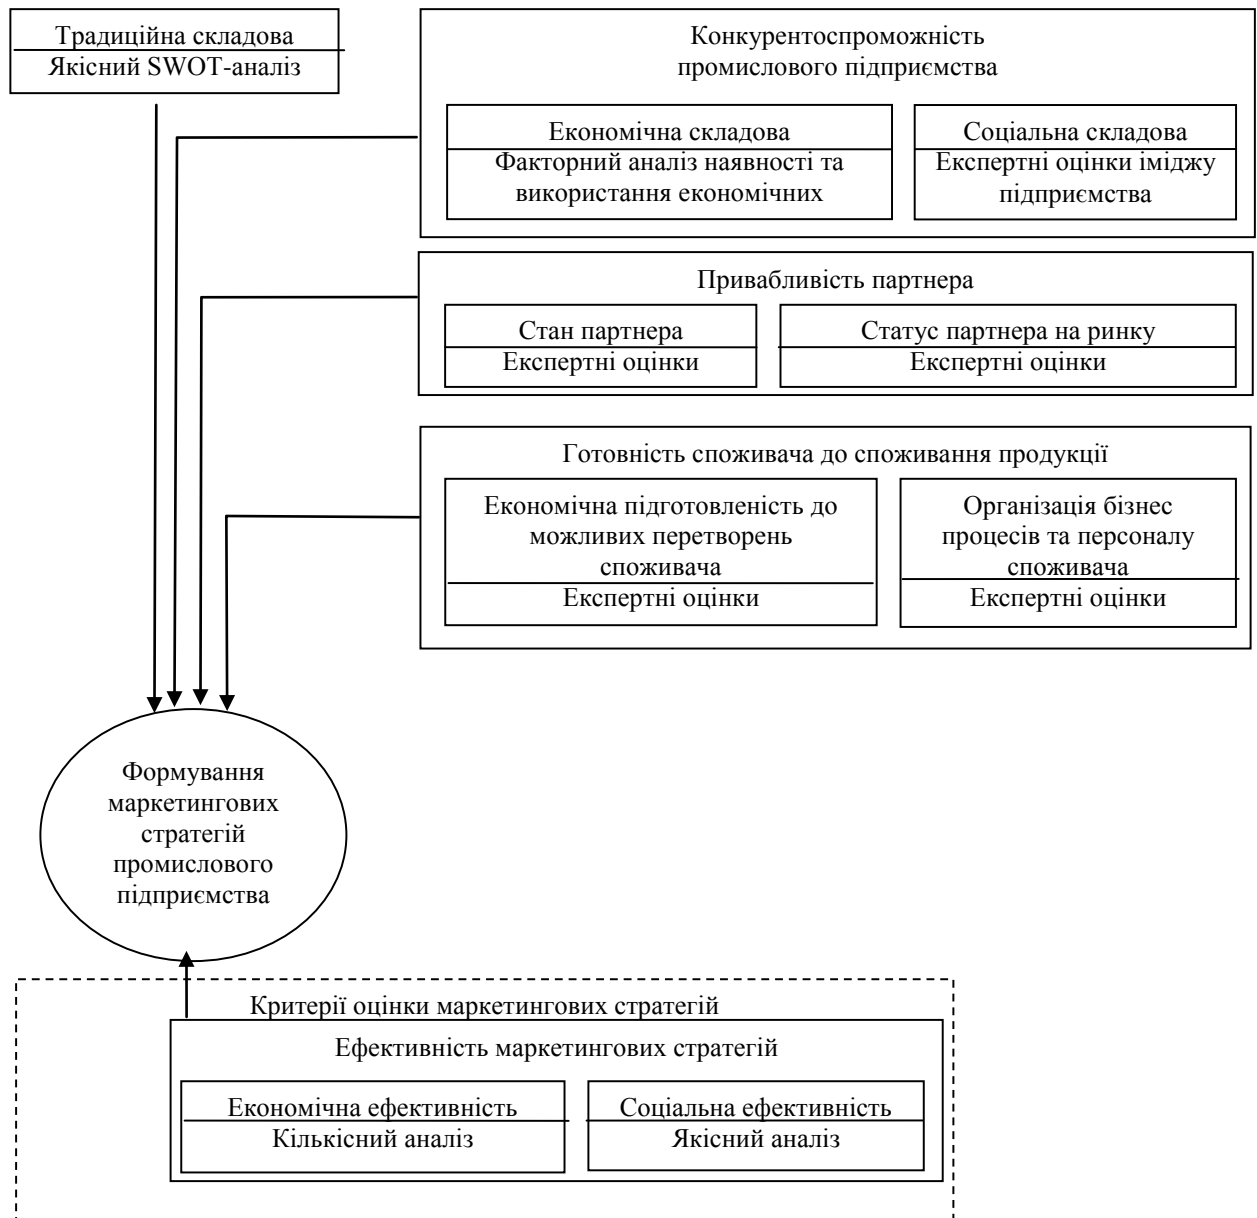 Традиційна складова
Якісний SWOT-аналіз
Конкурентоспроможність
промислового підприємства
Економічна складова
Факторний аналіз наявності та
використання економічних
Соціальна складова
Експертні оцінки іміджу
підприємства
Привабливість партнера
Стан партнера
Експертні оцінки
Статус партнера на ринку
Експертні оцінки
Готовність споживача до споживання продукції
Економічна підготовленість до
можливих перетворень
споживача
Експертні оцінки
Організація бізнес
процесів та персоналу
споживача
Експертні оцінки
Формування
маркетингових
стратегій
промислового
підприємства
Критерії оцінки маркетингових стратегій
Ефективність маркетингових стратегій
Економічна ефективність
Кількісний аналіз
Соціальна ефективність
Якісний аналіз